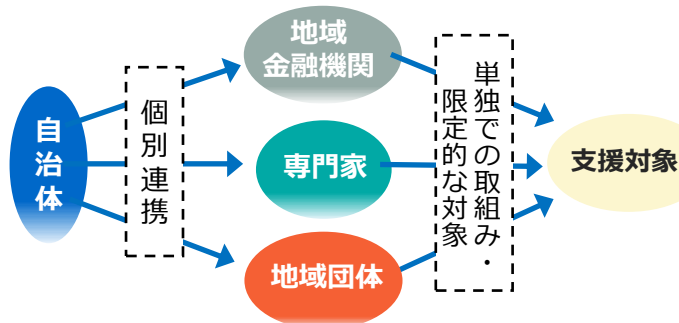 自治体
個別連携
地域
金融機関
専門家
地域団体
単独での取組み・
限定的な対象
支援対象